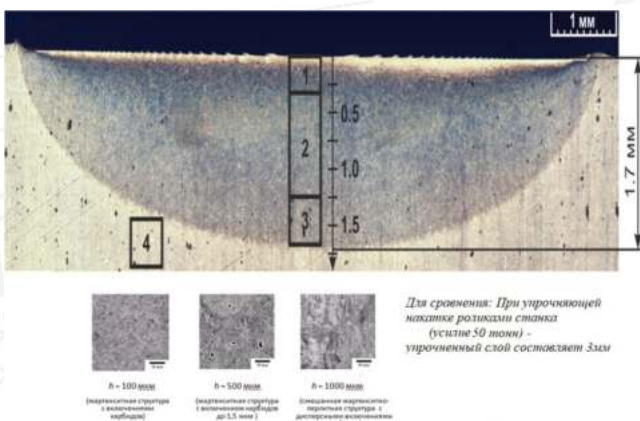 1 мм
1
0.5
2
1.0
1.7 мм
3
1.5
4
Для сравнения: При упрочняющей
накатке роликами станка
(усилие 50 тонн) -
упрочненный слой составляет 3мм
h = 100 мкм
h = 500 мкм
h = 1000 мкм
(мартенситная структура
с включениями
карбидов)
(мартенситная структура
с включением карбидов
до 1,5 мкм )
(смешанная мартенситно-
перлитная структура с
дисперсными включениями